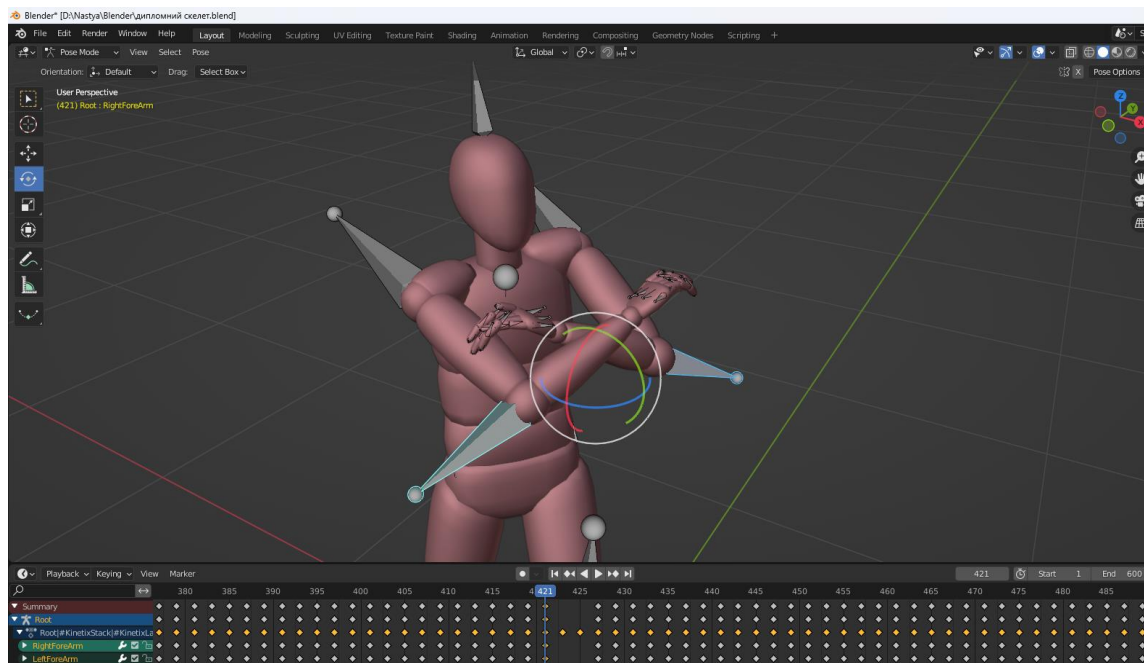 Blender* [D:\Nastya\Blender\дипломний скелет.blend]
File Edit Render Window Help Layout Modeling Sculpting UV Editing Texture Paint Shading Animation Rendering Compositing Geometry Nodes Scripting +
Pose Mode View Select Pose Global
Orientation: Default Drag: Select Box X Pose Options
User Perspective
(421) Root : RightForeArm
Z
Y
X
Playback Keying View Marker 421 Start 1 End 600
380 385 390 395 400 405 410 415 421 425 430 435 440 445 450 455 460 465 470 475 480 485
Summary
Root
Root|#KinetixStack|#KinetixLa
RightForeArm
LeftForeArm